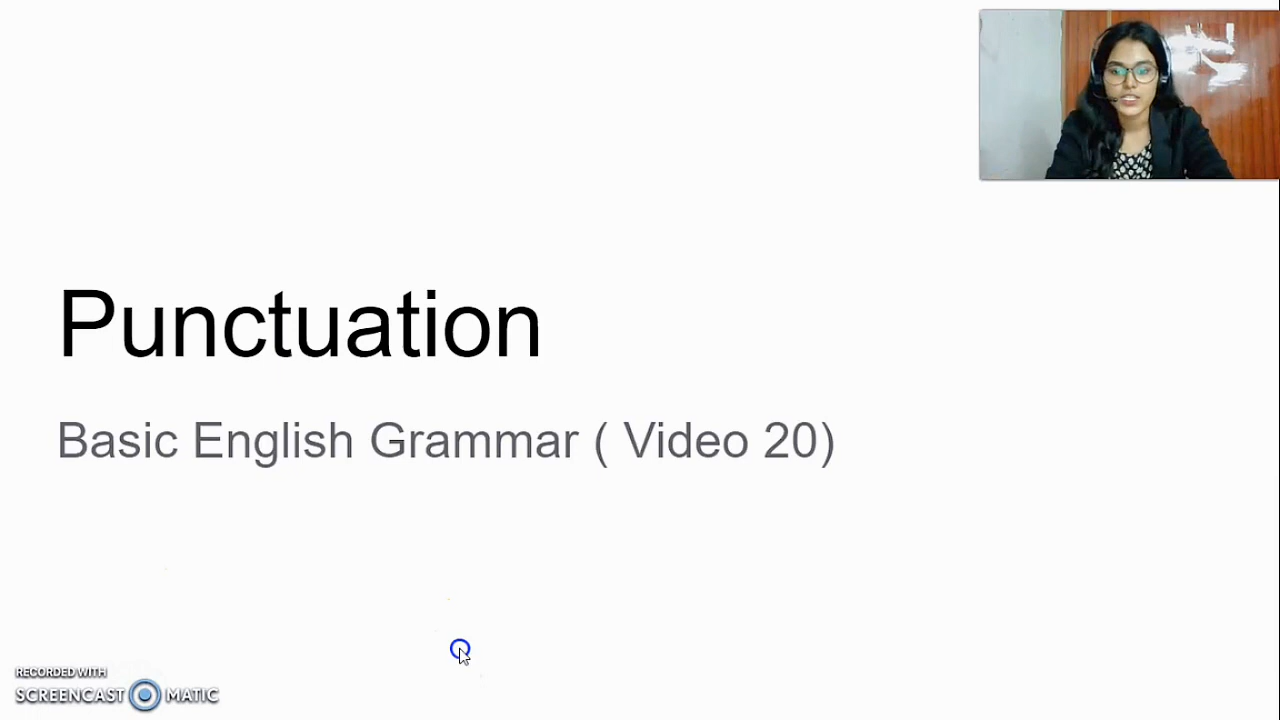 Punctuation
Basic English Grammar ( Video 20)
RECORDED WITH
SCREENCAST MATIC